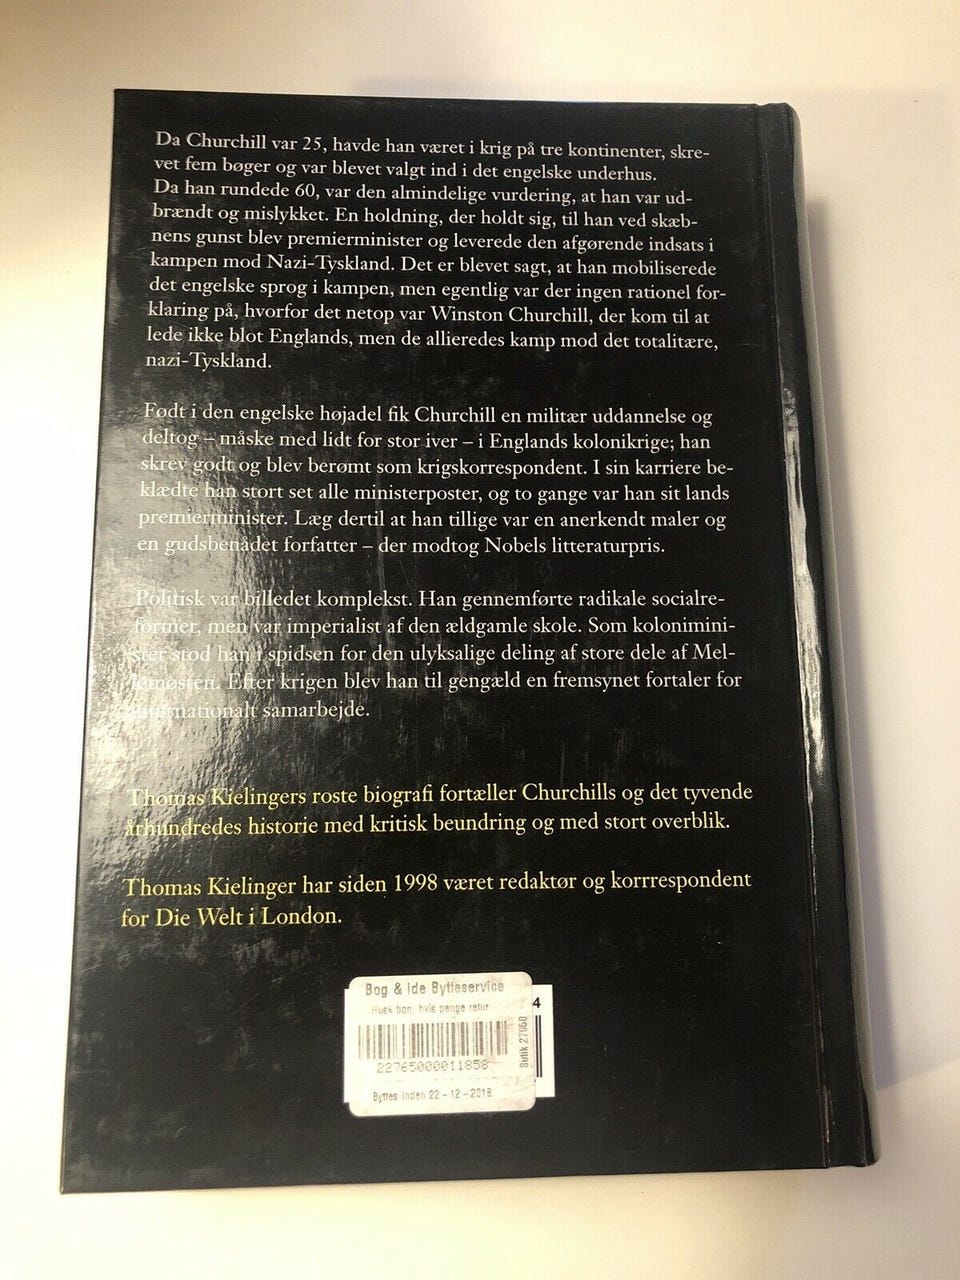 Da Churchill var 25, havde han været i krig på tre kontinenter, skre-
vet fem bøger og var blevet valgt ind i det engelske underhus.
Da han rundede 60, var den almindelige vurdering, at han var ud-
brændt og mislykket. En holdning, der holdt sig, til han ved skæb-
nens gunst blev premierminister og leverede den afgørende indsats i
kampen mod Nazi-Tyskland. Det er blevet sagt, at han mobiliserede
det engelske sprog i kampen, men egentlig var der ingen rationel for-
klaring på, hvorfor det netop var Winston Churchill, der kom til at
lede ikke blot Englands, men de allieredes kamp mod det totalitære,
nazi-Tyskland.
Født i den engelske højadel fik Churchill en militær uddannelse og
deltog – måske med lidt for stor iver – i Englands kolonikrige; han
skrev godt og blev berømt som krigskorrespondent. I sin karriere be-
klædte han stort set alle ministerposter, og to gange var han sit lands
premierminister. Læg dertil at han tillige var en anerkendt maler og
en gudsbenådet forfatter – der modtog Nobels litteraturpris.
Politisk var billedet komplekst. Han gennemførte radikale socialre-
former, men var imperialist af den ældgamle skole. Som kolonimini-
ster stod han i spidsen for den ulyksalige deling af store dele af Mel-
lemøsten. Efter krigen blev han til gengæld en fremsynet fortaler for
internationalt samarbejde.
Thomas Kielingers roste biografi fortæller Churchills og det tyvende
århundredes historie med kritisk beundring og med stort overblik.
Thomas Kielinger har siden 1998 været redaktør og korrrespondent
for Die Welt i London.
Bog & ide Bytteservice
Husk bon, hvis penge retur
4
Butik 27650
22765000011858
Byttes inden 22-12-2018